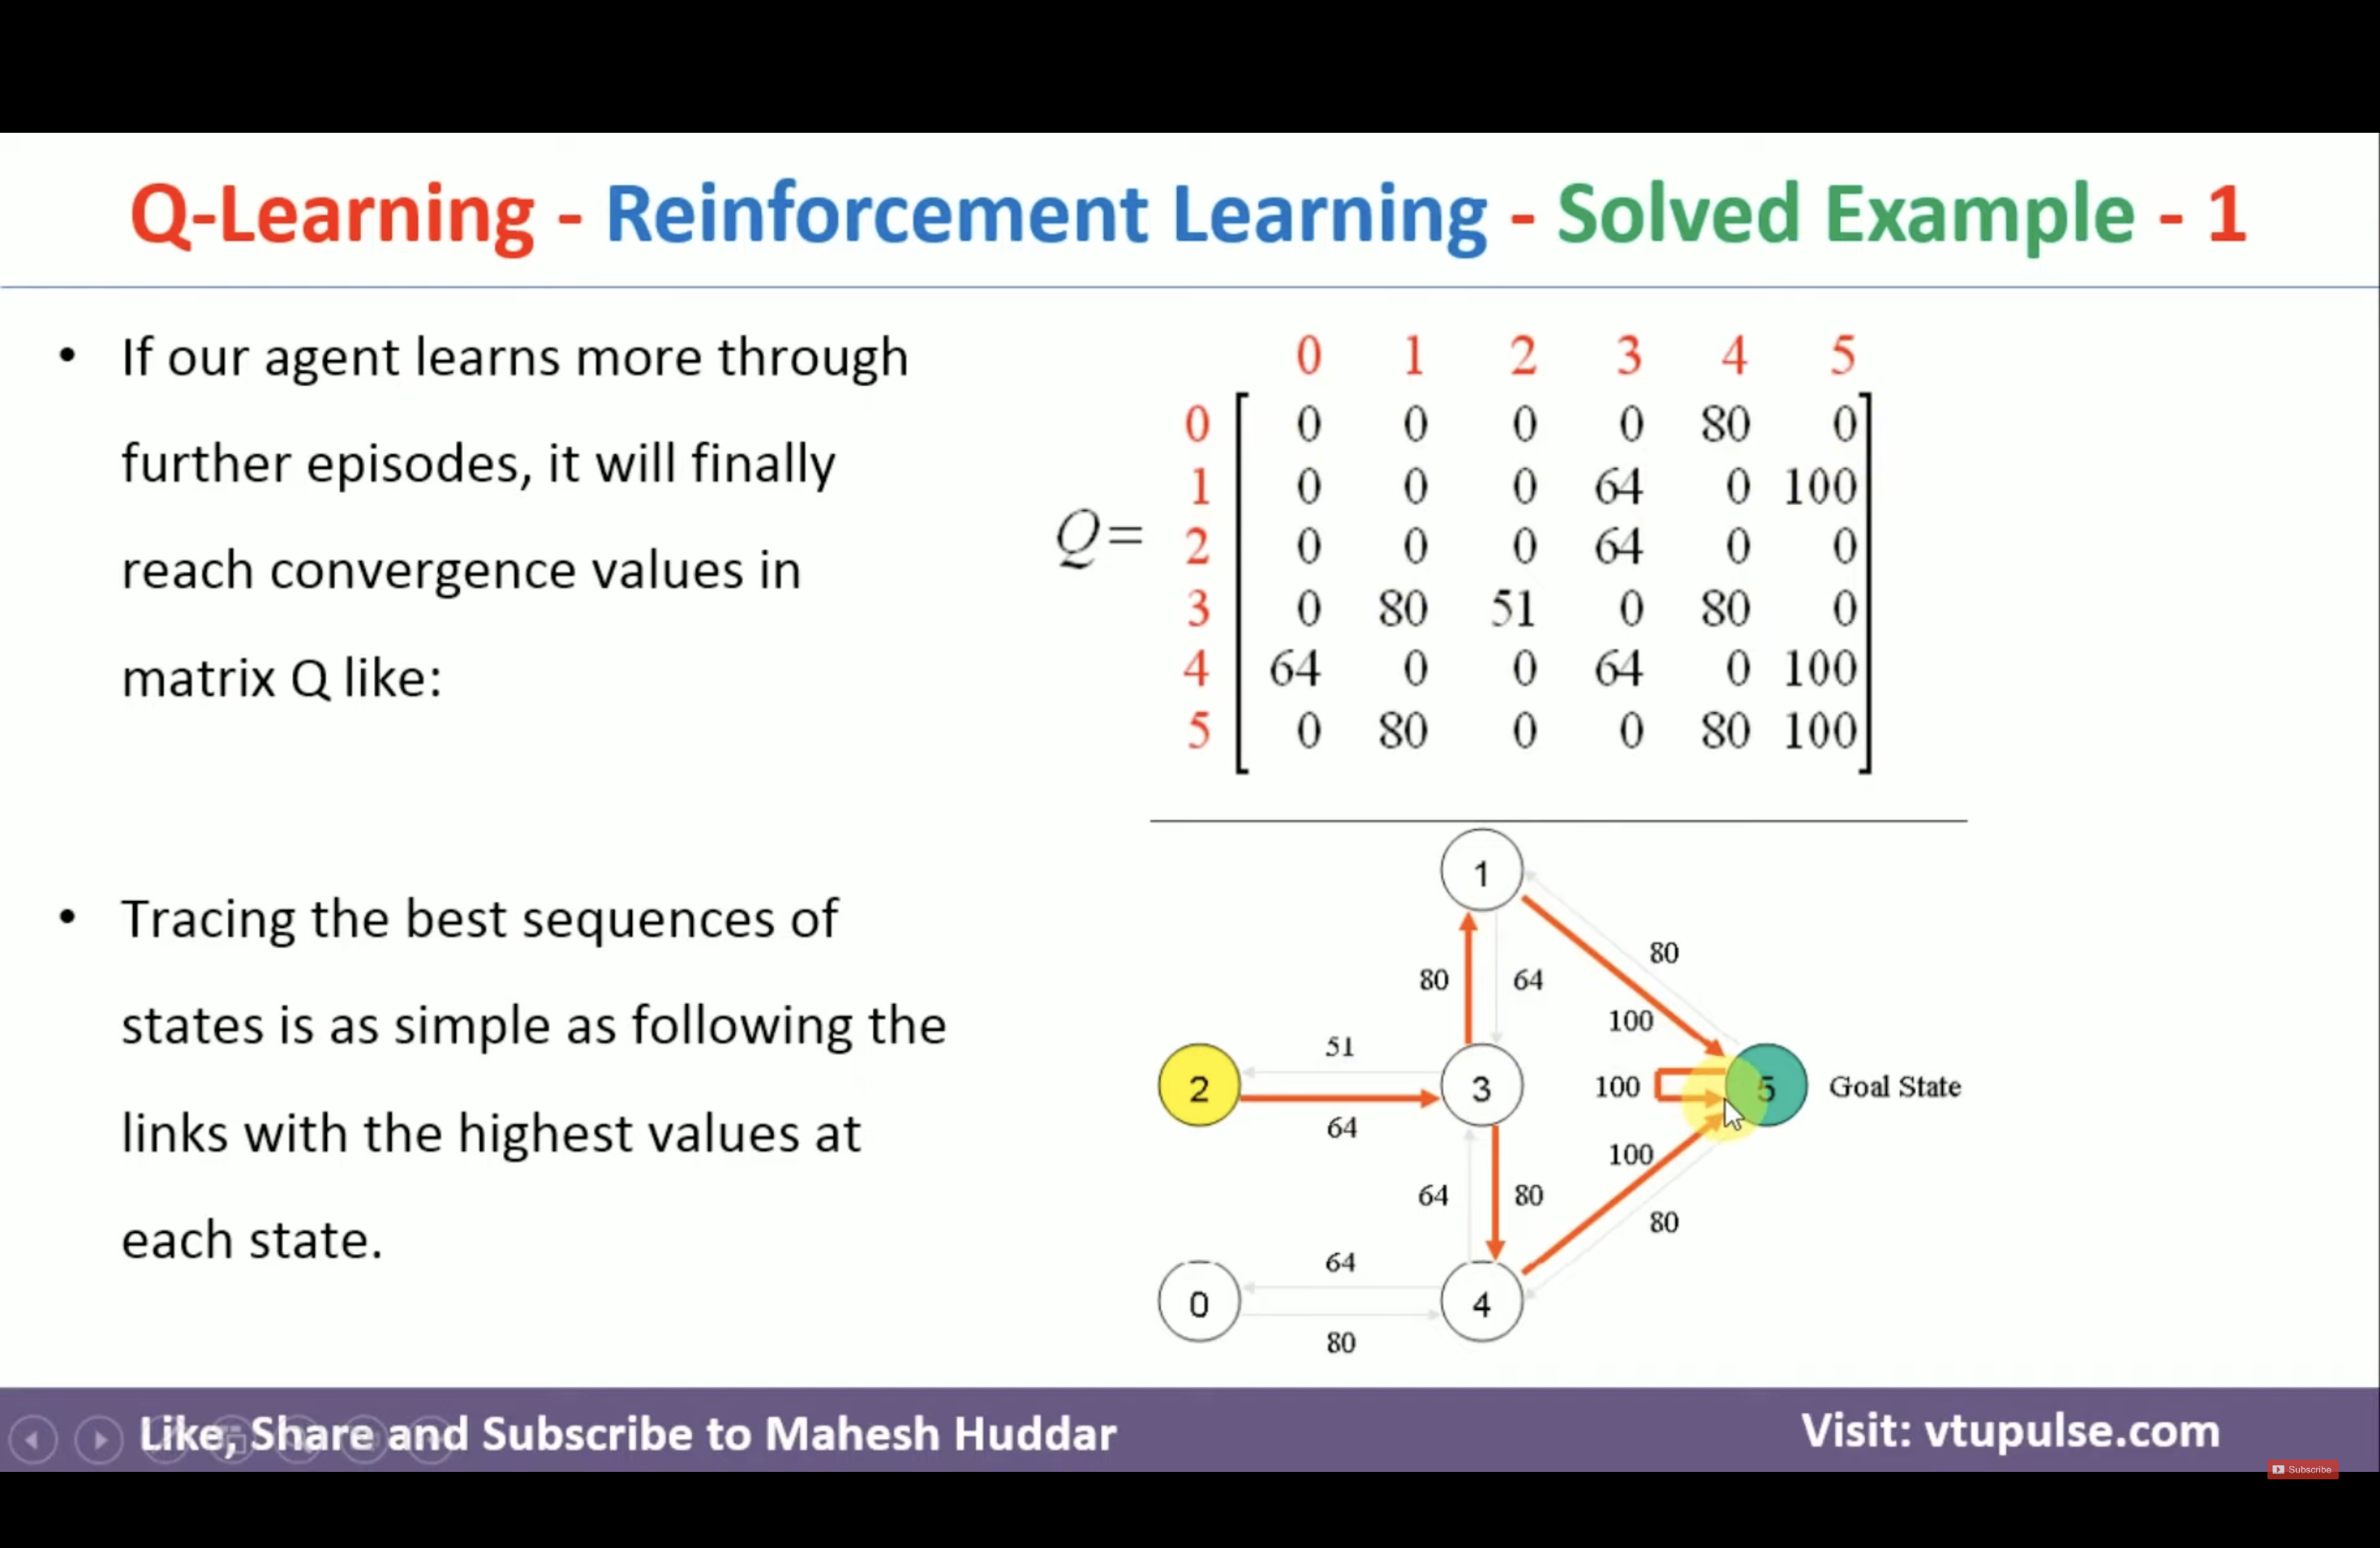 Q-Learning - Reinforcement Learning - Solved Example - 1
• If our agent learns more through
further episodes, it will finally
reach convergence values in
matrix Q like:
• Tracing the best sequences of
states is as simple as following the
links with the highest values at
each state.
0 1 2 3 4 5
0 0 0 0 0 80 0
1 0 0 0 64 0 100
Q= 2 0 0 0 64 0 0
3 0 80 51 0 80 0
4 64 0 0 64 0 100
5 0 80 0 0 80 100
1
80
80 64
100
51
2 3 100 5 Goal State
64
100
64 80
80
64
0 4
80
Like, Share and Subscribe to Mahesh Huddar
Visit: vtupulse.com
Subscribe